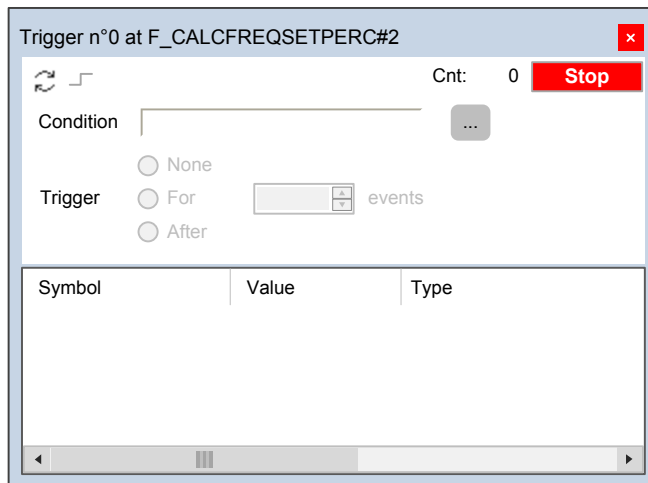 Trigger n°0 at F_CALCFREQSETPERC#2 ×
Cnt: 0 Stop
Condition ...
None
Trigger For events
After
Symbol Value Type